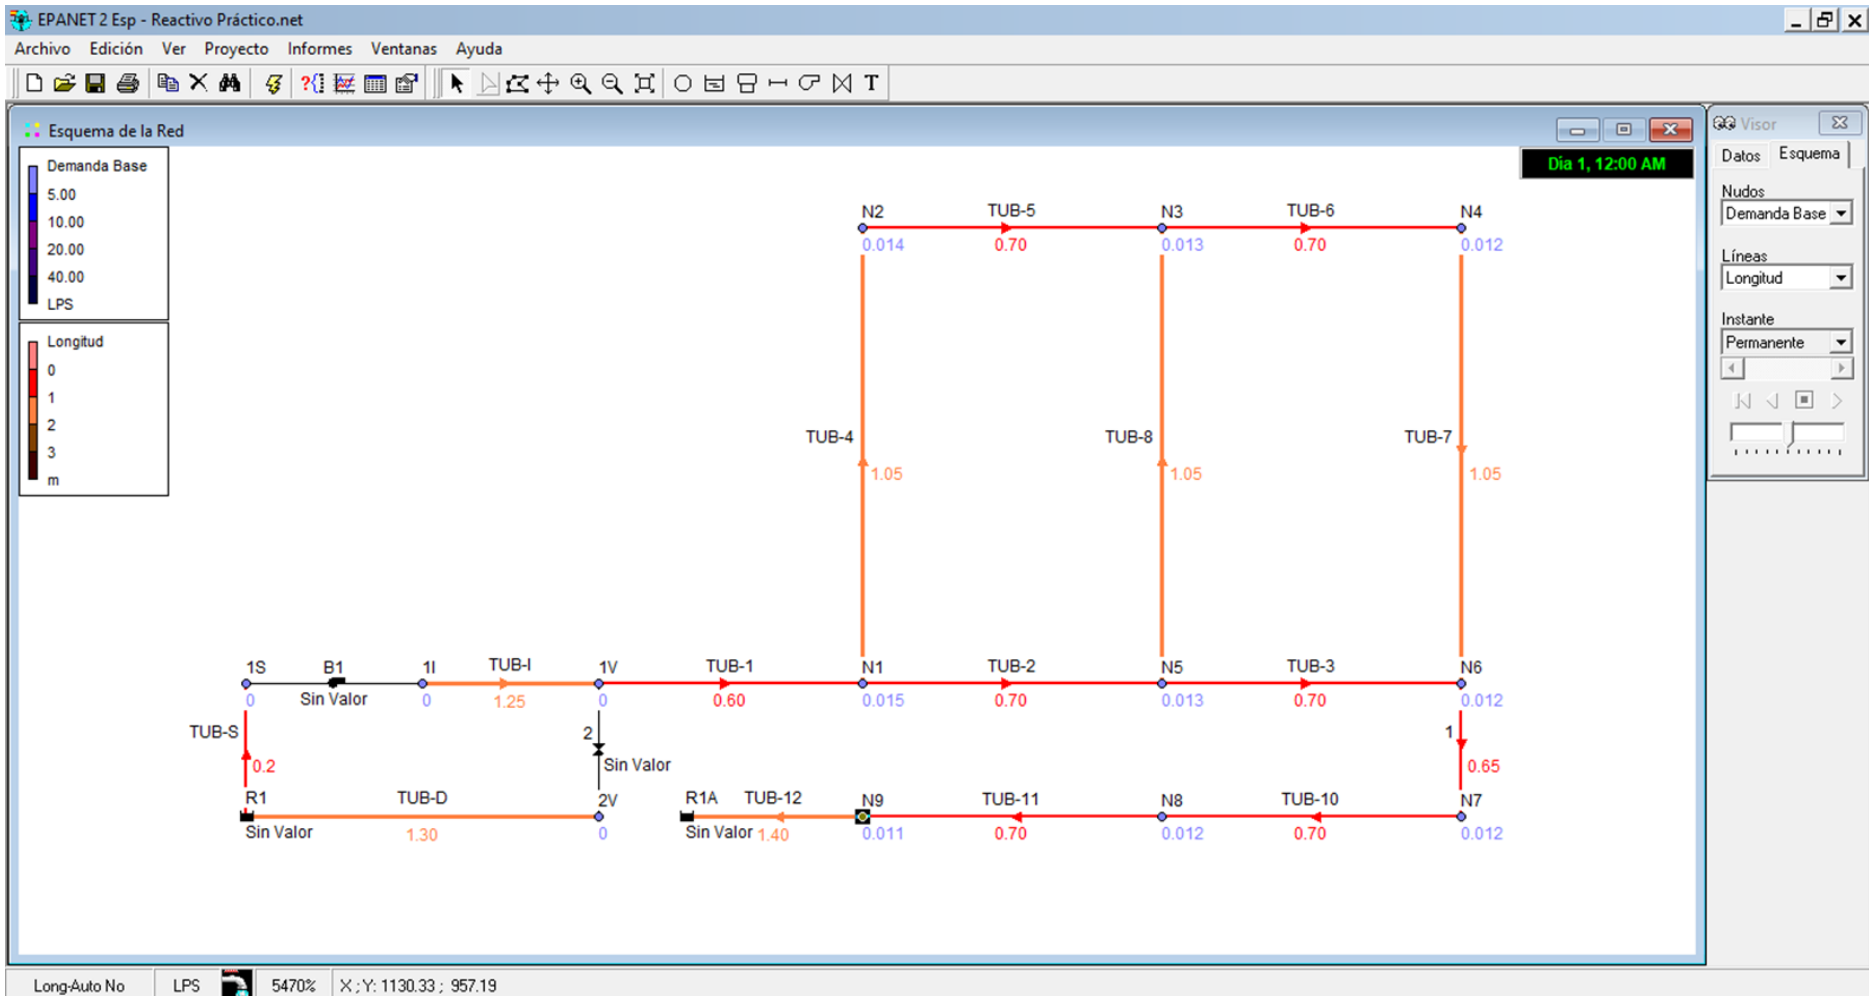 EPANET 2 Esp - Reactivo Práctico.net
Archivo Edición Ver Proyecto Informes Ventanas Ayuda
T
Esquema de la Red
Demanda Base
5.00
10.00
20.00
40.00
LPS
Longitud
0
1
2
3
m
Dia 1, 12:00 AM
N2 TUB-5 N3 TUB-6 N4
0.014 0.70 0.013 0.70 0.012
TUB-4 TUB-8 TUB-7
1.05 1.05 1.05
1S B1 1I TUB-I 1V TUB-1 N1 TUB-2 N5 TUB-3 N6
0 Sin Valor 0 1.25 0 0.60 0.015 0.70 0.013 0.70 0.012
TUB-S 2 1
0.2 Sin Valor 0.65
R1 TUB-D 2V R1A TUB-12 N9 TUB-11 N8 TUB-10 N7
Sin Valor 1.30 0 Sin Valor 1.40 0.011 0.70 0.012 0.70 0.012
Visor
Datos Esquema
Nudos
Demanda Base
Líneas
Longitud
Instante
Permanente
Long-Auto No LPS 5470% X ; Y: 1130.33 ; 957.19